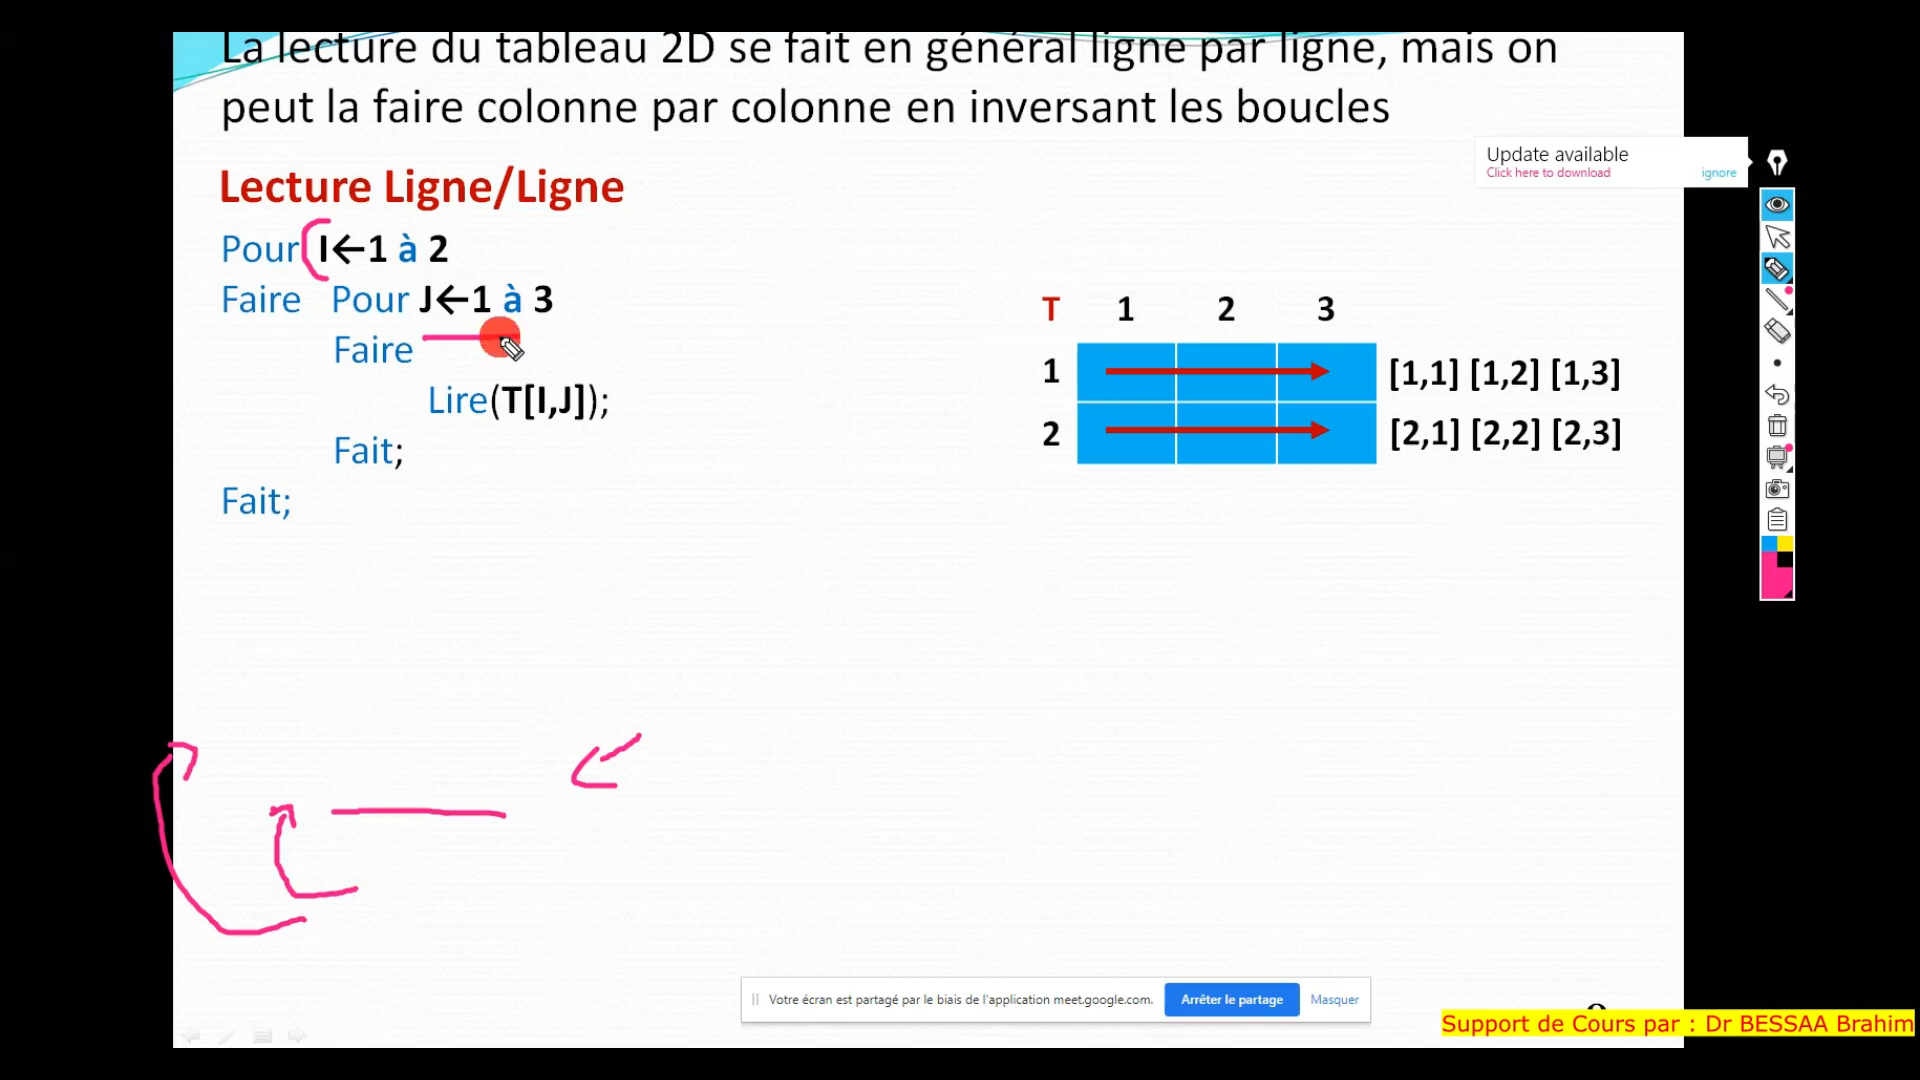 La lecture du tableau 2D se fait en général ligne par ligne, mais on
peut la faire colonne par colonne en inversant les boucles
Update available
Click here to download ignore
Lecture Ligne/Ligne
Pour I←1 à 2
Faire Pour J←1 à 3
Faire
Lire(T[I,J]);
Fait;
Fait;
T 1 2 3
1 [1,1] [1,2] [1,3]
2 [2,1] [2,2] [2,3]
Votre écran est partagé par le biais de l'application meet.google.com. Arrêter le partage Masquer
Support de Cours par : Dr BESSAA Brahim